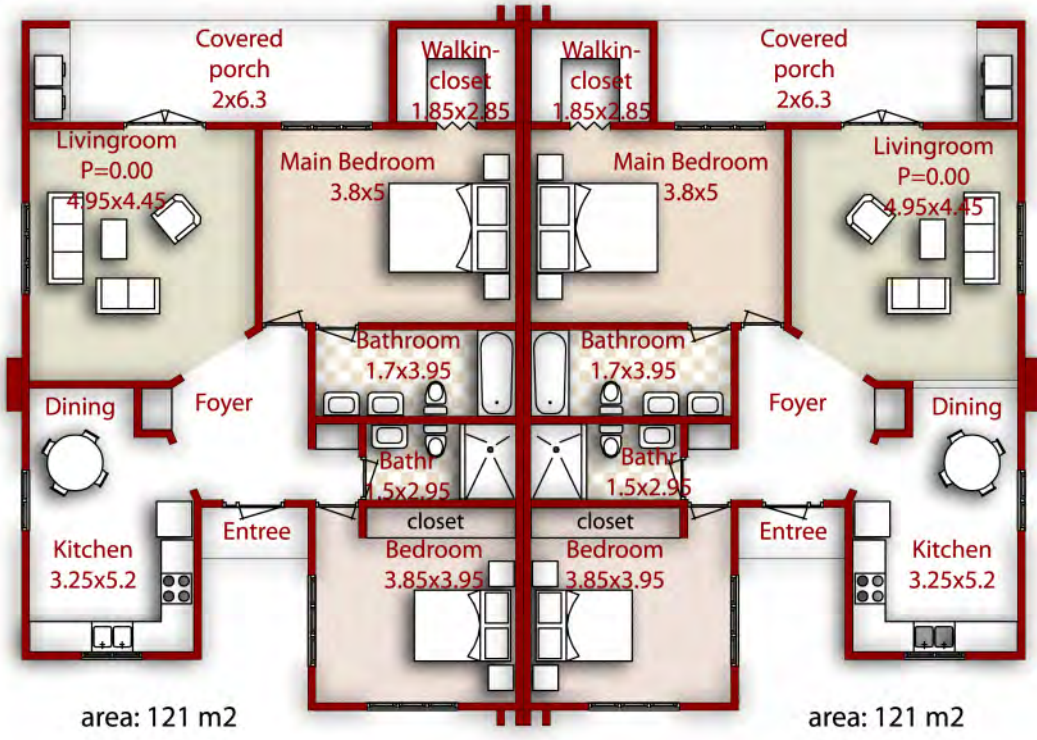 Covered
porch
2x6.3
Walkin-
closet
1.85x2.85
Walkin-
closet
1.85x2.85
Covered
porch
2x6.3
Livingroom
P=0.00
4.95x4.45
Main Bedroom
3.8x5
Main Bedroom
3.8x5
Livingroom
P=0.00
4.95x4.45
Bathroom
1.7x3.95
Bathroom
1.7x3.95
Dining
Foyer
Foyer
Dining
Bathr
1.5x2.95
Bathr
1.5x2.95
Entree
closet
closet
Entree
Kitchen
3.25x5.2
Bedroom
3.85x3.95
Bedroom
3.85x3.95
Kitchen
3.25x5.2
area: 121 m2
area: 121 m2